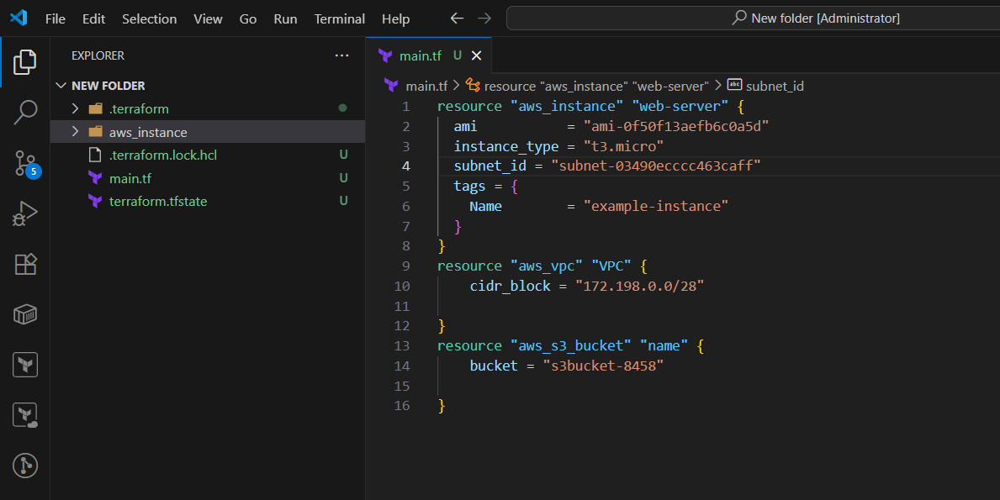 File Edit Selection View Go Run Terminal Help
New folder [Administrator]
EXPLORER
NEW FOLDER
.terraform
aws_instance
.terraform.lock.hcl U
main.tf U
terraform.tfstate U
5
main.tf U
main.tf > resource "aws_instance" "web-server" > abc subnet_id
1 resource "aws_instance" "web-server" {
2   ami           = "ami-0f50f13aefb6c0a5d"
3   instance_type = "t3.micro"
4   subnet_id = "subnet-03490ecccc463caff"
5   tags = {
6     Name        = "example-instance"
7   }
8 }
9 resource "aws_vpc" "VPC" {
10     cidr_block = "172.198.0.0/28"
11
12 }
13 resource "aws_s3_bucket" "name" {
14     bucket = "s3bucket-8458"
15
16 }